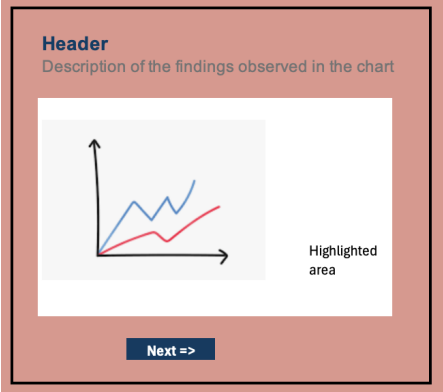 Header
Description of the findings observed in the chart
Highlighted
area
Next =>